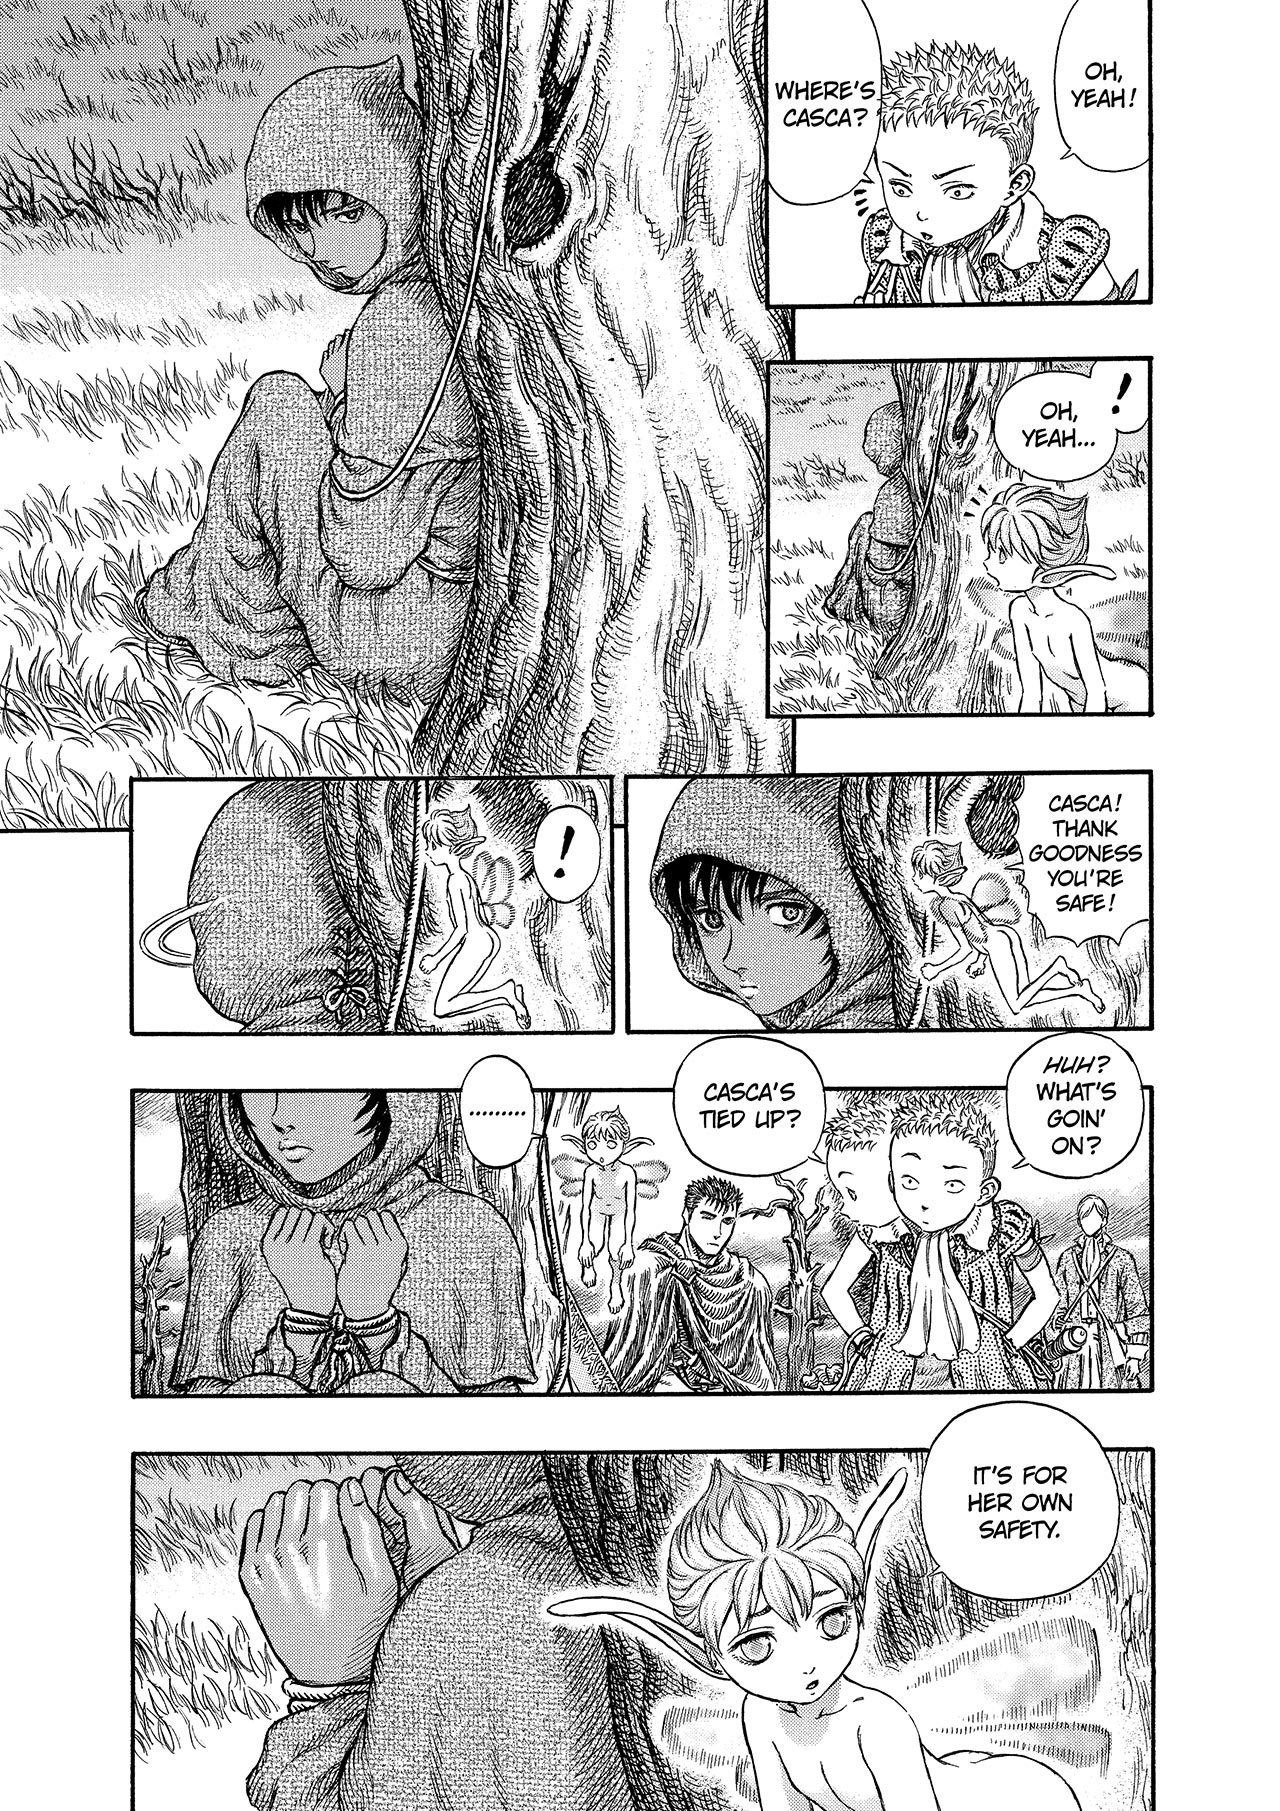 OH,
YEAH!
WHERE'S
CASCA?
!
OH,
YEAH...
CASCA!
THANK
GOODNESS
YOU'RE
SAFE!
!
HUH?
WHAT'S
GOIN'
ON?
CASCA'S
TIED UP?
..........
IT'S FOR
HER OWN
SAFETY.